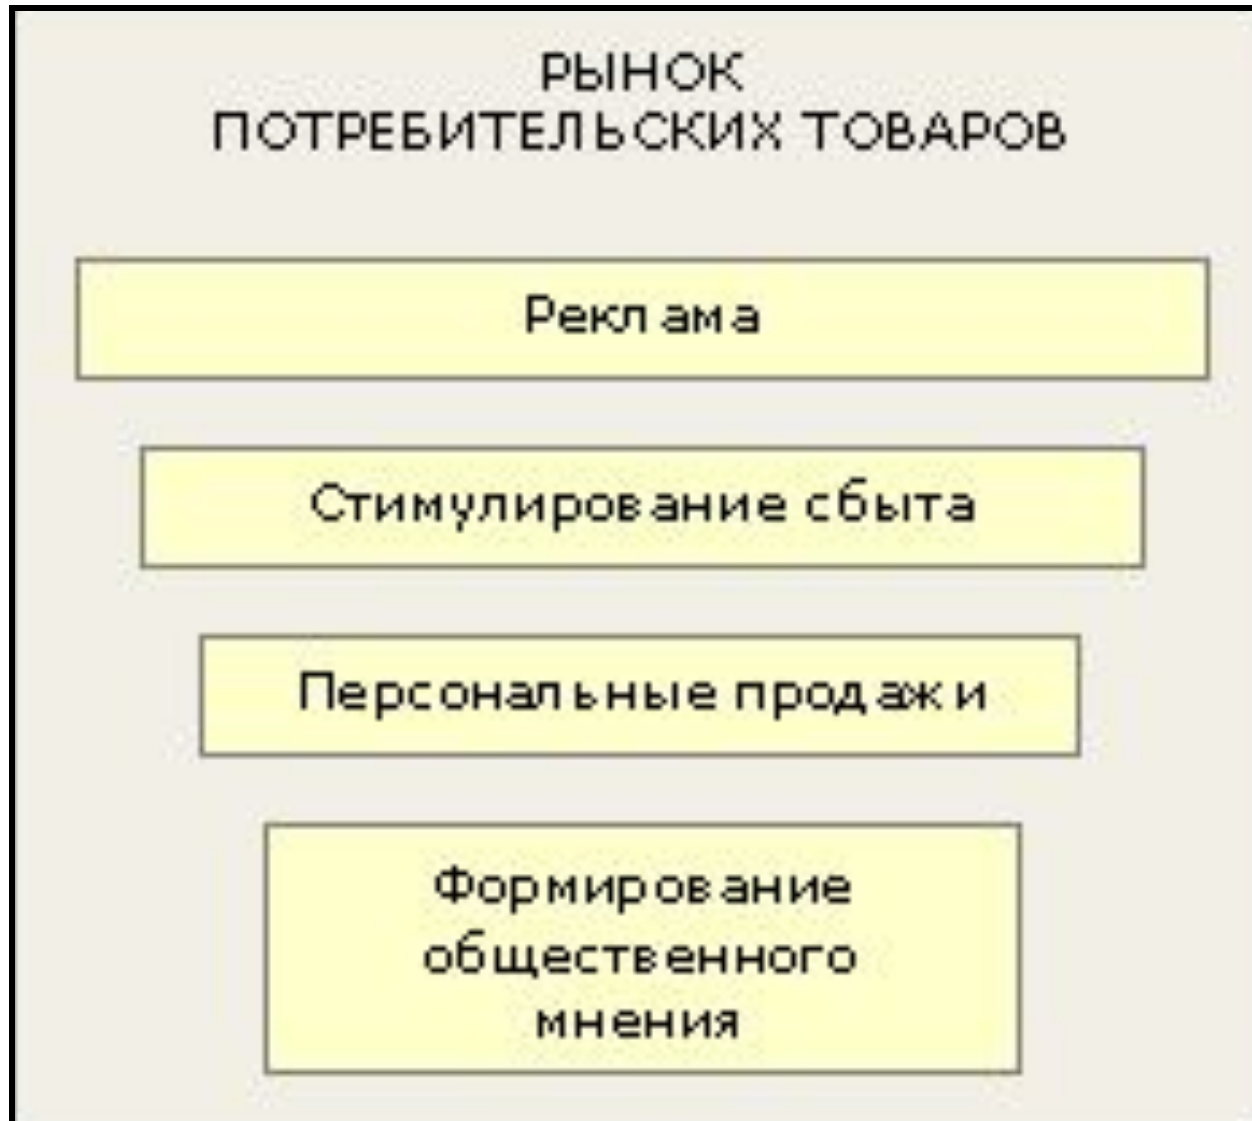 РЫНОК
ПОТРЕБИТЕЛЬСКИХ ТОВАРОВ
Реклама
Стимулирование сбыта
Персональные продажи
Формирование
общественного
мнения